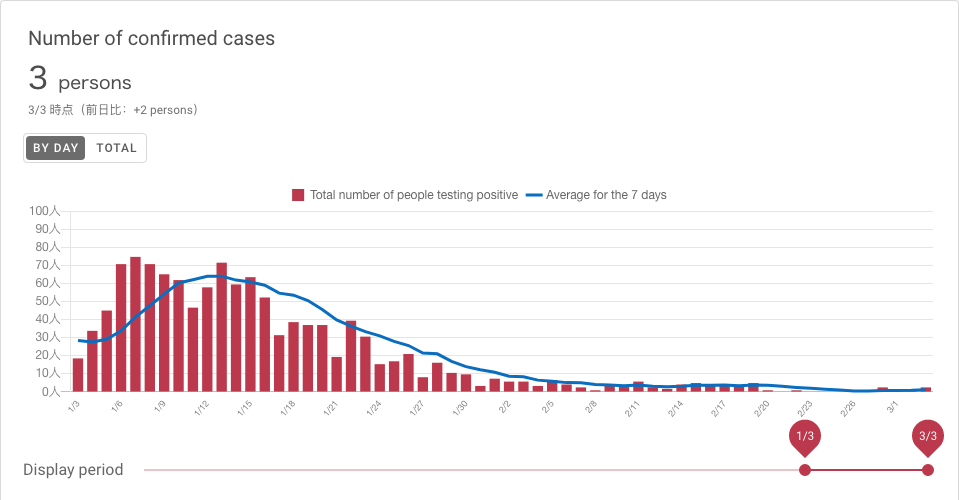 Number of confirmed cases
3 persons
3/3 時点（前日比：+2 persons）
BY DAY TOTAL
Total number of people testing positive Average for the 7 days
100人
90人
80人
70人
60人
50人
40人
30人
20人
10人
0人
1/3 1/6 1/9 1/12 1/15 1/18 1/21 1/24 1/27 1/30 2/2 2/5 2/8 2/11 2/14 2/17 2/20 2/23 2/26 3/1
1/3 3/3
Display period